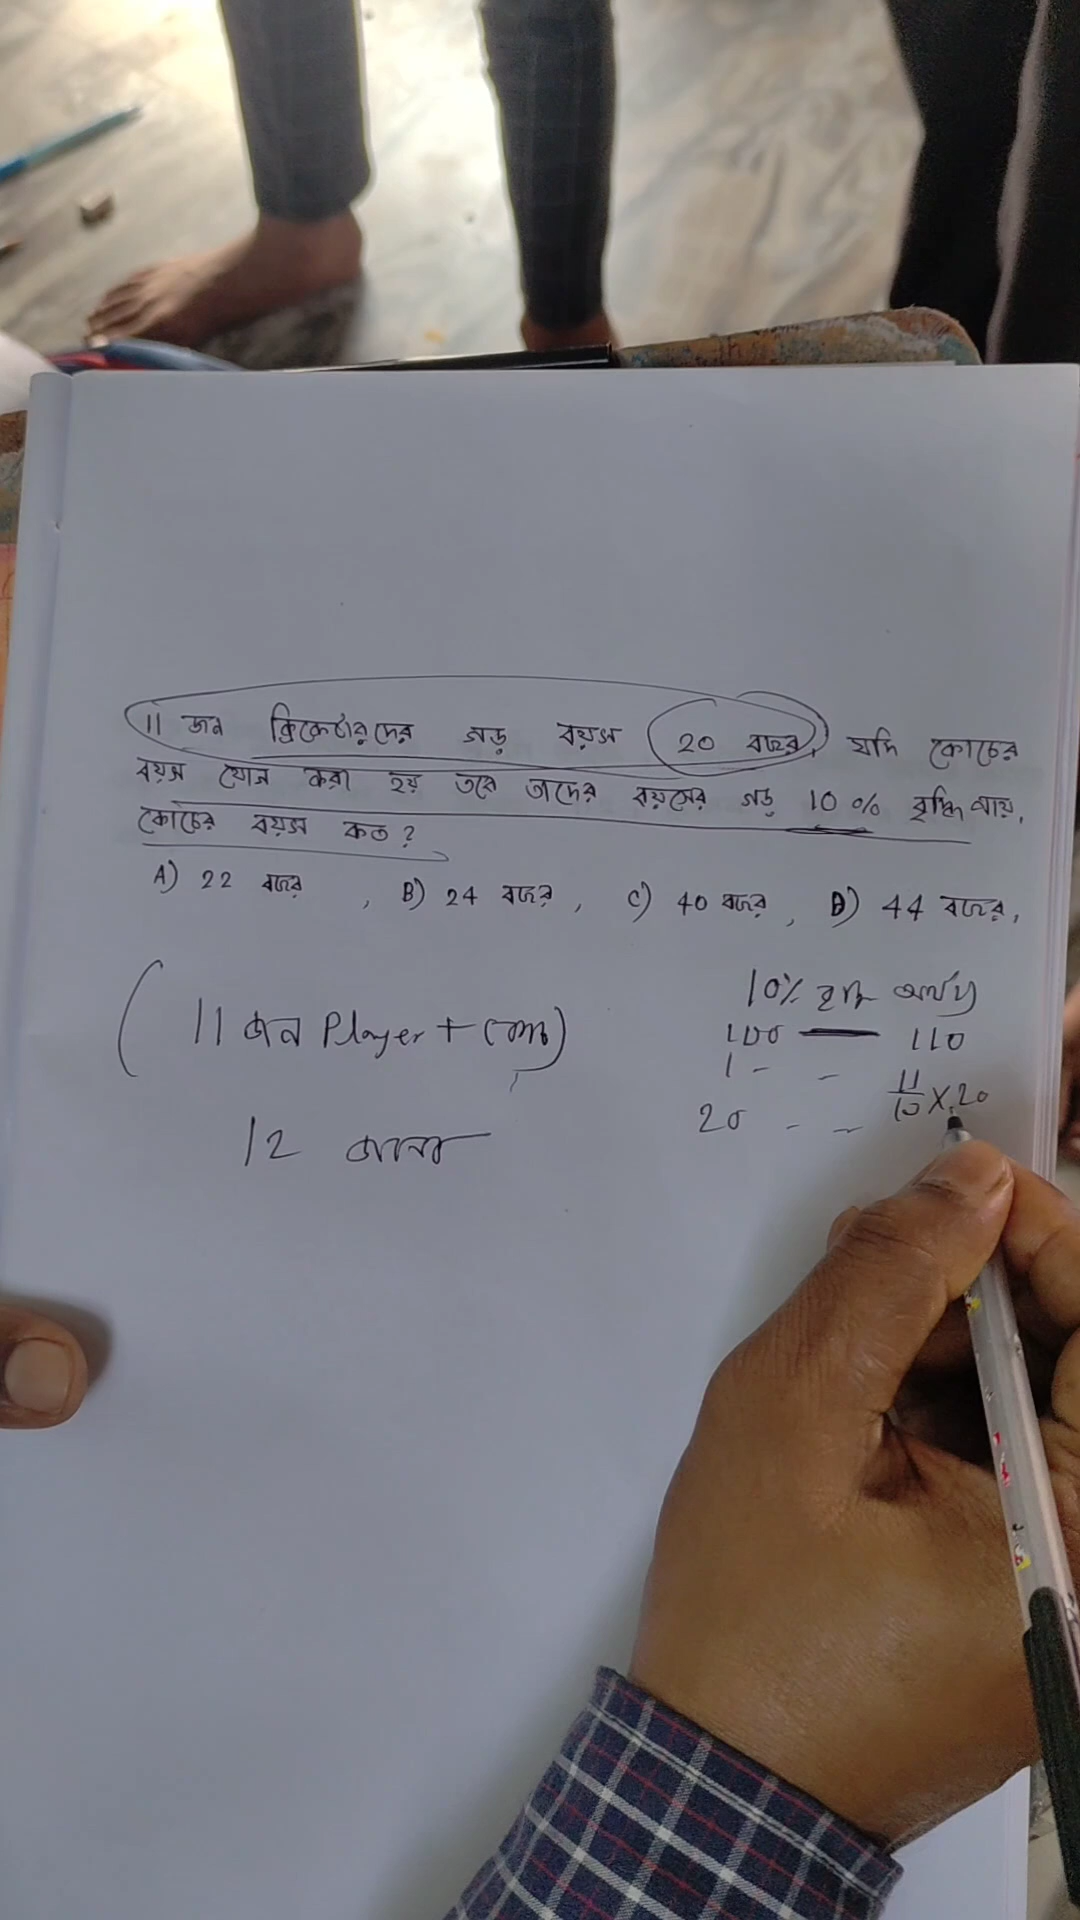 11 জন ক্রিকেটারদের গড় বয়স 20 বছর, যদি কোচের
বয়স যোগ করা হয় তবে তাদের বয়সের গড় 10 % বৃদ্ধি পায়,
কোচের বয়স কত ?
A) 22 বছর , B) 24 বছর , C) 40 বছর , D) 44 বছর ,
10% বৃদ্ধি অর্থাৎ
( 11 জন Player + )
100 — 110
1 - - 11/10 × 20
20 - -
12 জনের